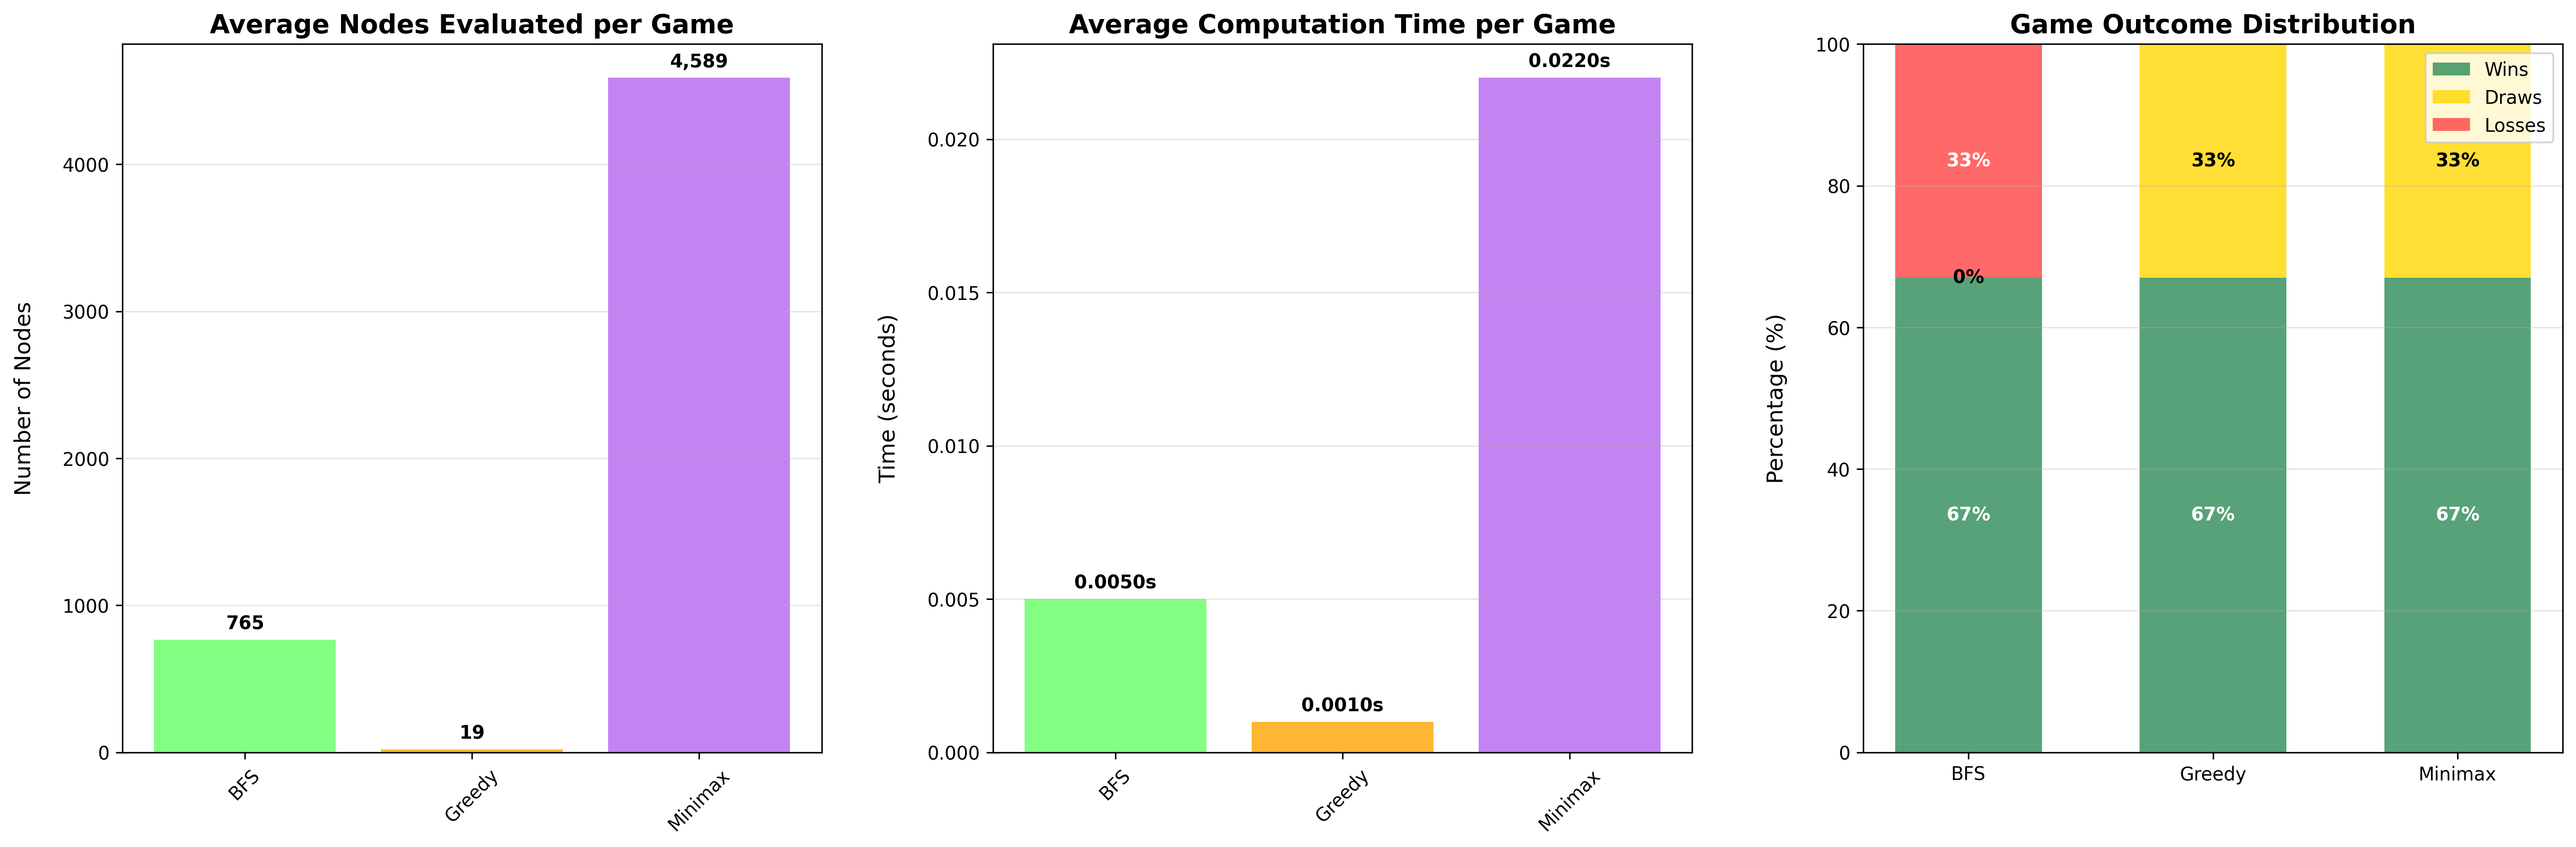 Average Nodes Evaluated per Game
Number of Nodes
4000
3000
2000
1000
0
765
19
4,589
BFS
Greedy
Minimax
Average Computation Time per Game
Time (seconds)
0.020
0.015
0.010
0.005
0.000
0.0050s
0.0010s
0.0220s
BFS
Greedy
Minimax
Game Outcome Distribution
Percentage (%)
100
80
60
40
20
0
Wins
Draws
Losses
33%
33%
33%
0%
67%
67%
67%
BFS
Greedy
Minimax